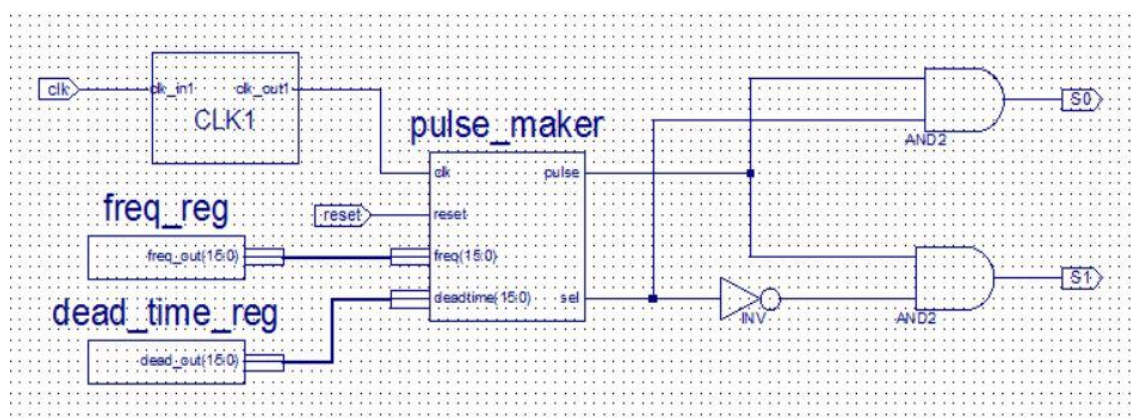 clk
clk_in1 clk_out1
CLK1
pulse_maker
clk pulse
reset
reset
freq_reg
freq_out(15:0)
freq(15:0)
deadtime(15:0) sel
dead_time_reg
dead_out(15:0)
INV
AND2
S0
AND2
S1